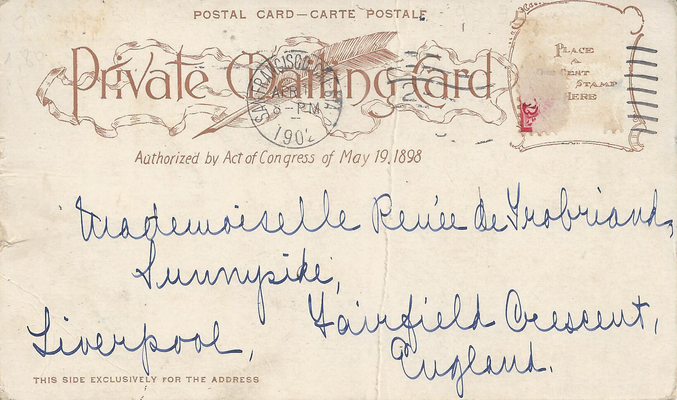 POSTAL CARD—CARTE POSTALE
Private Mailing Card
PLACE
A
ONE CENT
STAMP
HERE
SAN FRANCISCO, CAL.
APR
8-PM
1902
Authorized by Act of Congress of May 19, 1898
Mademoiselle Renée de Trobriand,
Sunnyside,
Fairfield Crescent,
Liverpool,
England.
THIS SIDE EXCLUSIVELY FOR THE ADDRESS